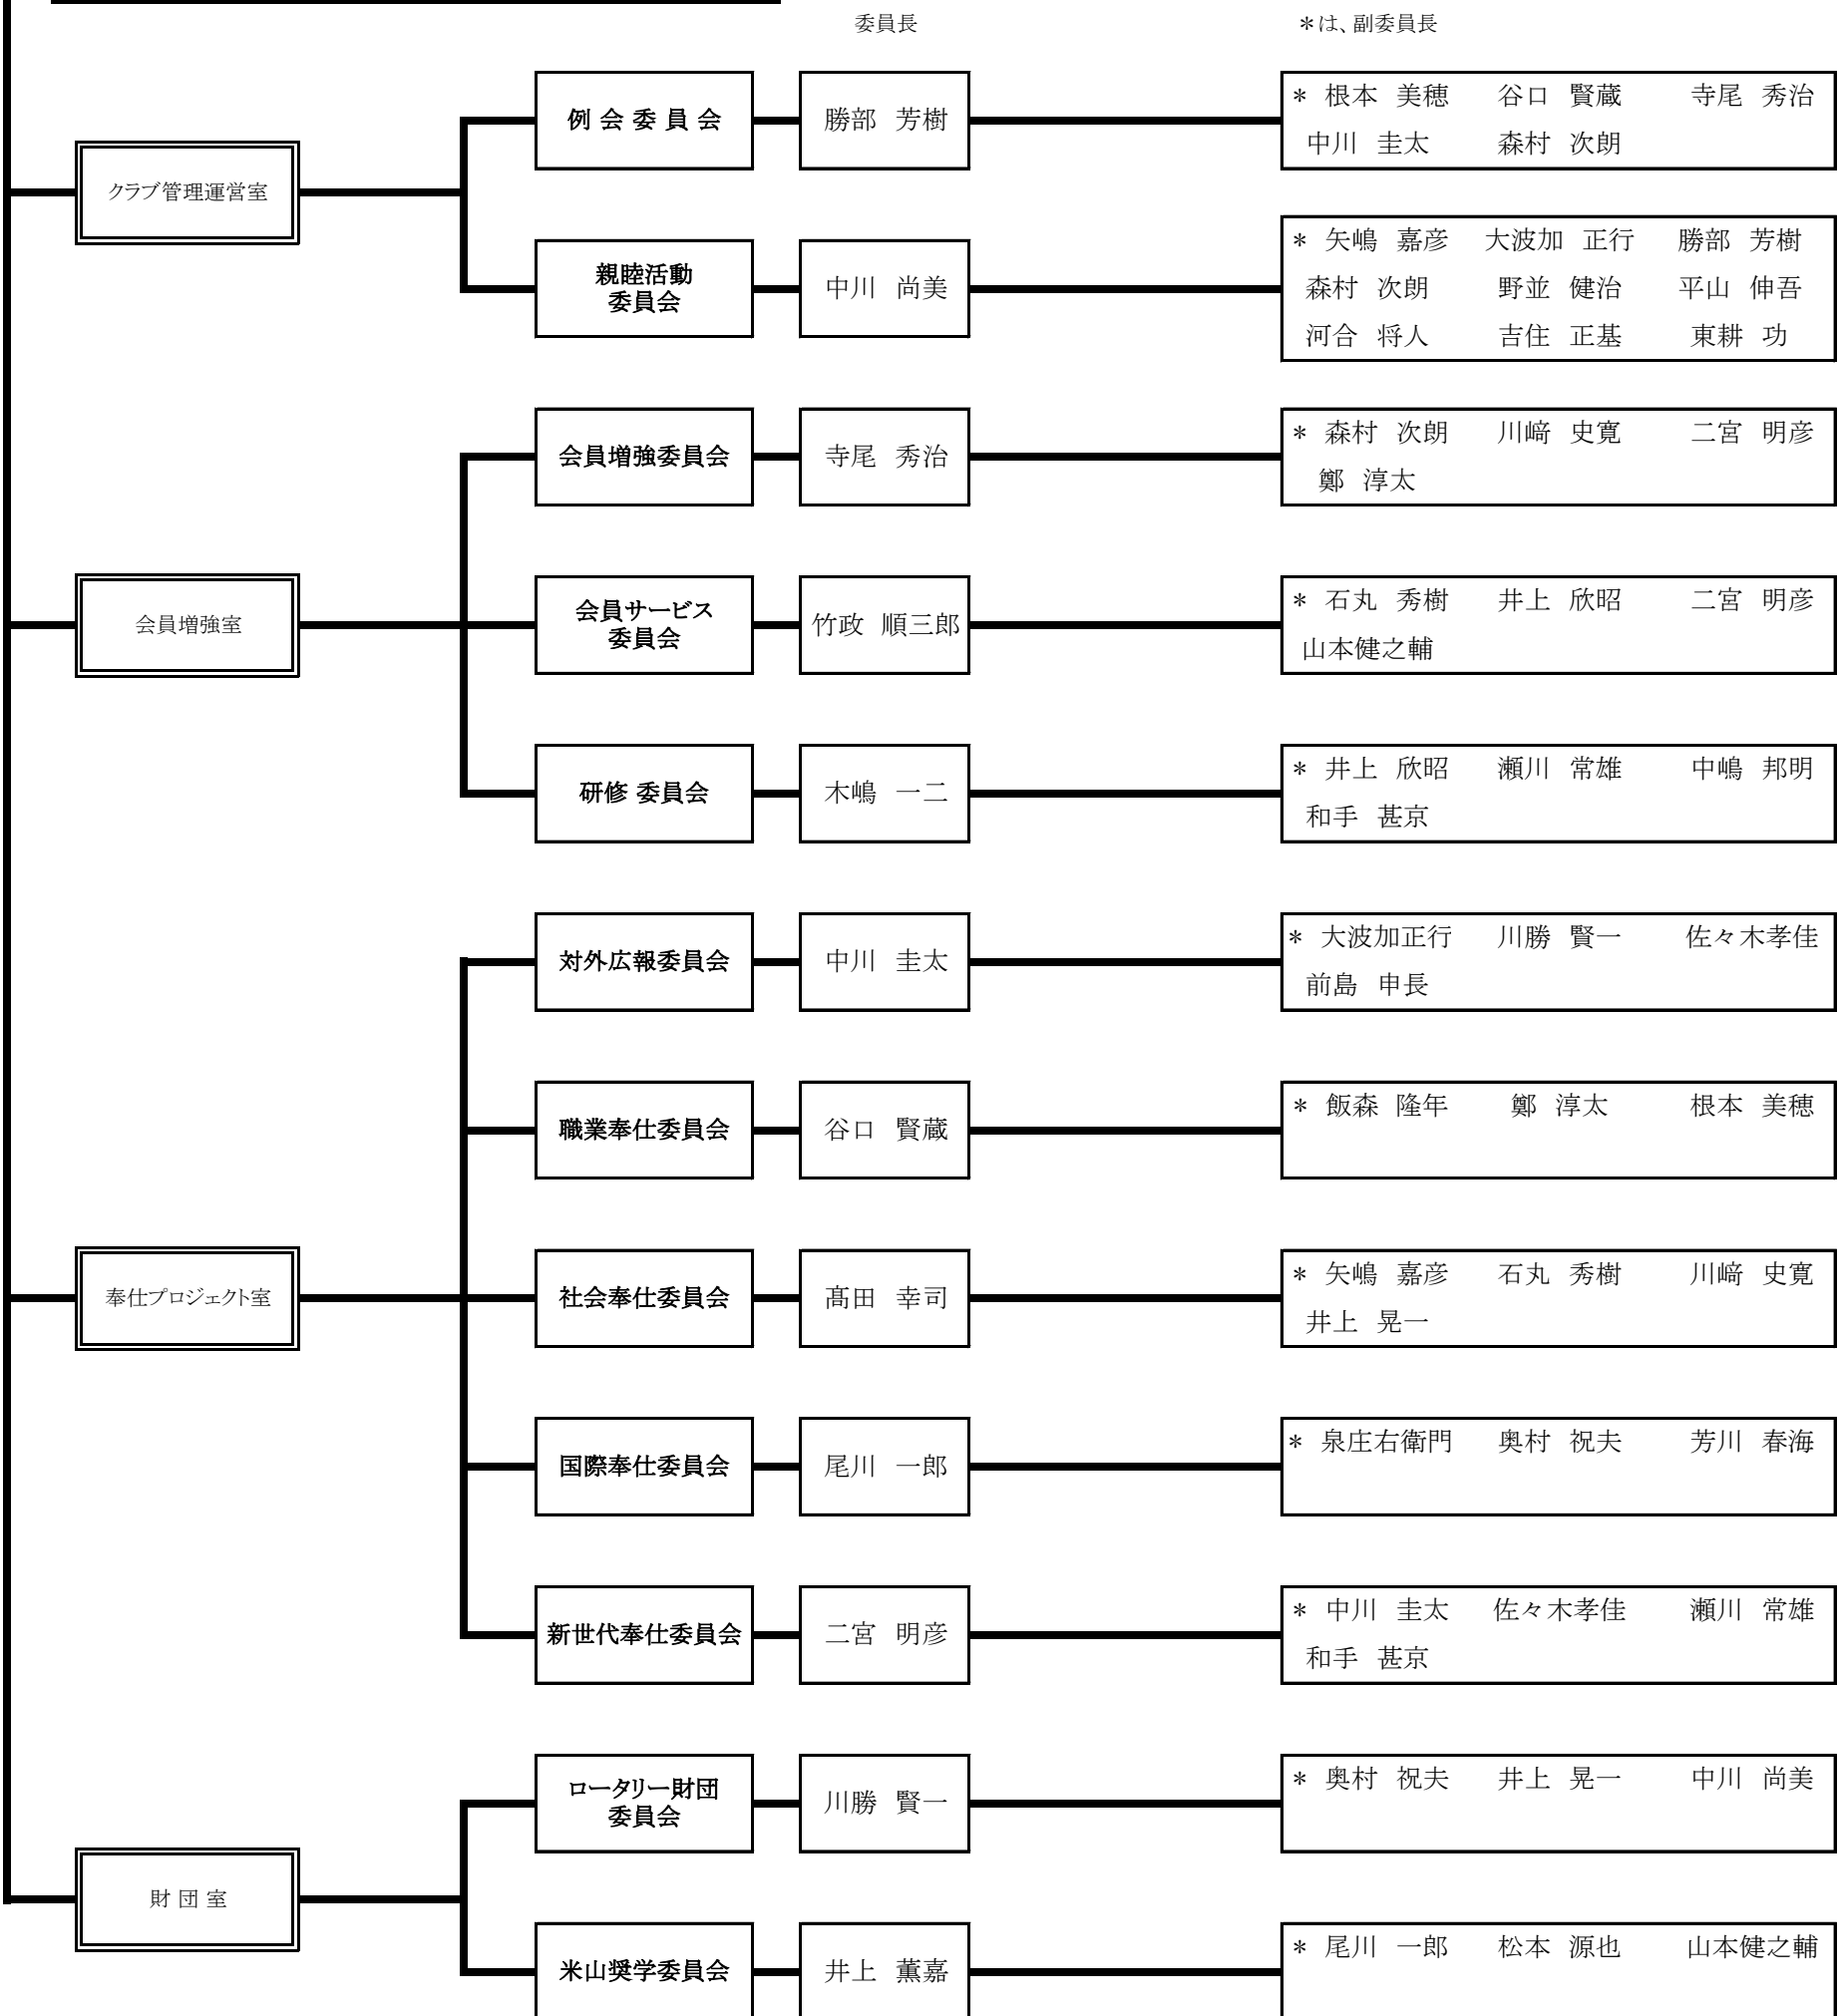 委員長 ＊は、副委員長
クラブ管理運営室
例 会 委 員 会
勝部 芳樹
＊ 根本 美穂 谷口 賢蔵 寺尾 秀治
中川 圭太 森村 次朗
親睦活動
委員会
中川 尚美
＊ 矢嶋 嘉彦 大波加 正行 勝部 芳樹
森村 次朗 野並 健治 平山 伸吾
河合 将人 吉住 正基 東耕 功
会員増強室
会員増強委員会
寺尾 秀治
＊ 森村 次朗 川﨑 史寛 二宮 明彦
鄭 淳太
会員サービス
委員会
竹政 順三郎
＊ 石丸 秀樹 井上 欣昭 二宮 明彦
山本健之輔
研修 委員会
木嶋 一二
＊ 井上 欣昭 瀬川 常雄 中嶋 邦明
和手 甚京
奉仕プロジェクト室
対外広報委員会
中川 圭太
＊ 大波加正行 川勝 賢一 佐々木孝佳
前島 申長
職業奉仕委員会
谷口 賢蔵
＊ 飯森 隆年 鄭 淳太 根本 美穂
社会奉仕委員会
髙田 幸司
＊ 矢嶋 嘉彦 石丸 秀樹 川﨑 史寛
井上 晃一
国際奉仕委員会
尾川 一郎
＊ 泉庄右衛門 奥村 祝夫 芳川 春海
新世代奉仕委員会
二宮 明彦
＊ 中川 圭太 佐々木孝佳 瀬川 常雄
和手 甚京
財 団 室
ロータリー財団
委員会
川勝 賢一
＊ 奥村 祝夫 井上 晃一 中川 尚美
米山奨学委員会
井上 薫嘉
＊ 尾川 一郎 松本 源也 山本健之輔